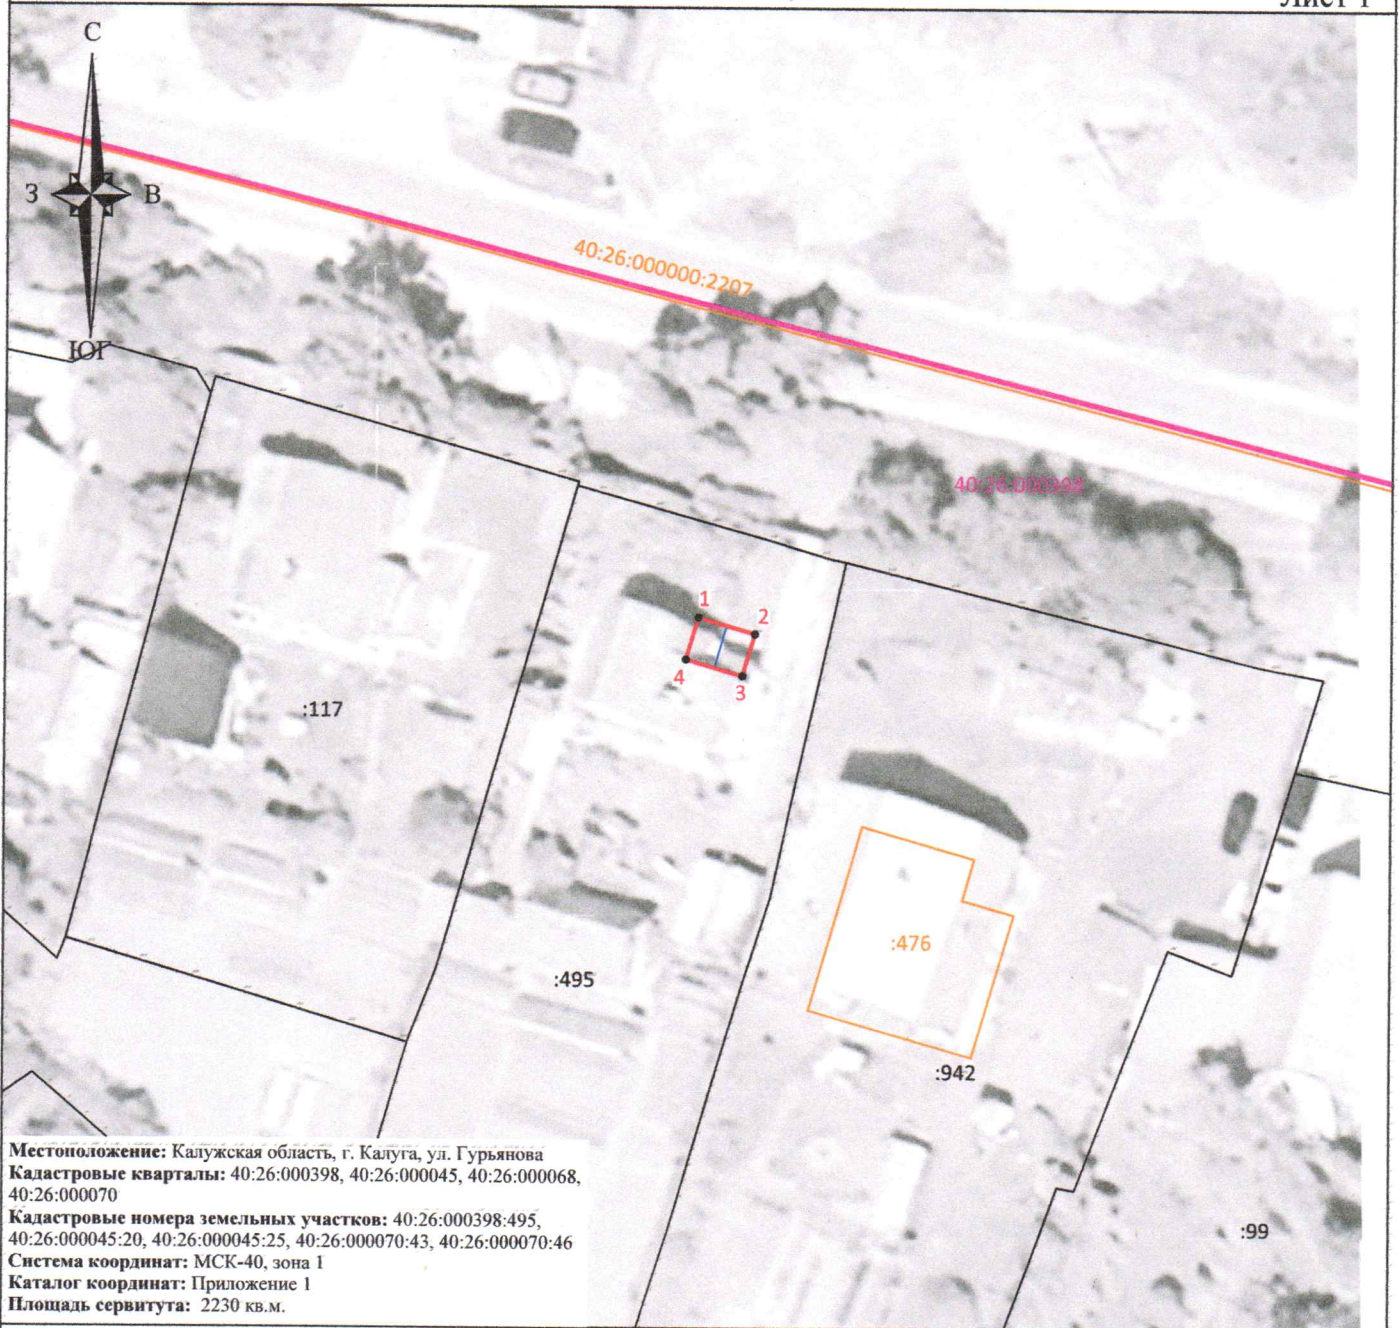 Лист 1
С
З
В
ЮГ
40:26:000000:2207
40:26:000398
1
2
4
3
:117
:476
:495
:942
:99
Местоположение: Калужская область, г. Калуга, ул. Гурьянова
Кадастровые кварталы: 40:26:000398, 40:26:000045, 40:26:000068,
40:26:000070
Кадастровые номера земельных участков: 40:26:000398:495,
40:26:000045:20, 40:26:000045:25, 40:26:000070:43, 40:26:000070:46
Система координат: МСК-40, зона 1
Каталог координат: Приложение 1
Площадь сервитута: 2230 кв.м.